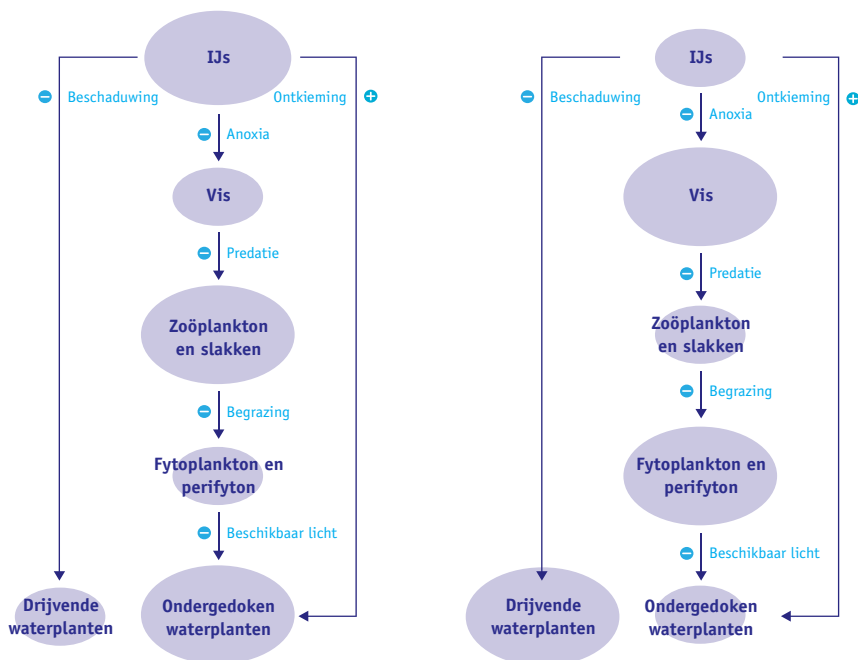 IJs
Beschaduwing
Ontkieming
Anoxia
Vis
Predatie
Zoöplankton
en slakken
Begrazing
Fytoplankton en
perifyton
Beschikbaar licht
Drijvende
waterplanten
Ondergedoken
waterplanten
IJs
Beschaduwing
Ontkieming
Anoxia
Vis
Predatie
Zoöplankton
en slakken
Begrazing
Fytoplankton en
perifyton
Beschikbaar licht
Drijvende
waterplanten
Ondergedoken
waterplanten